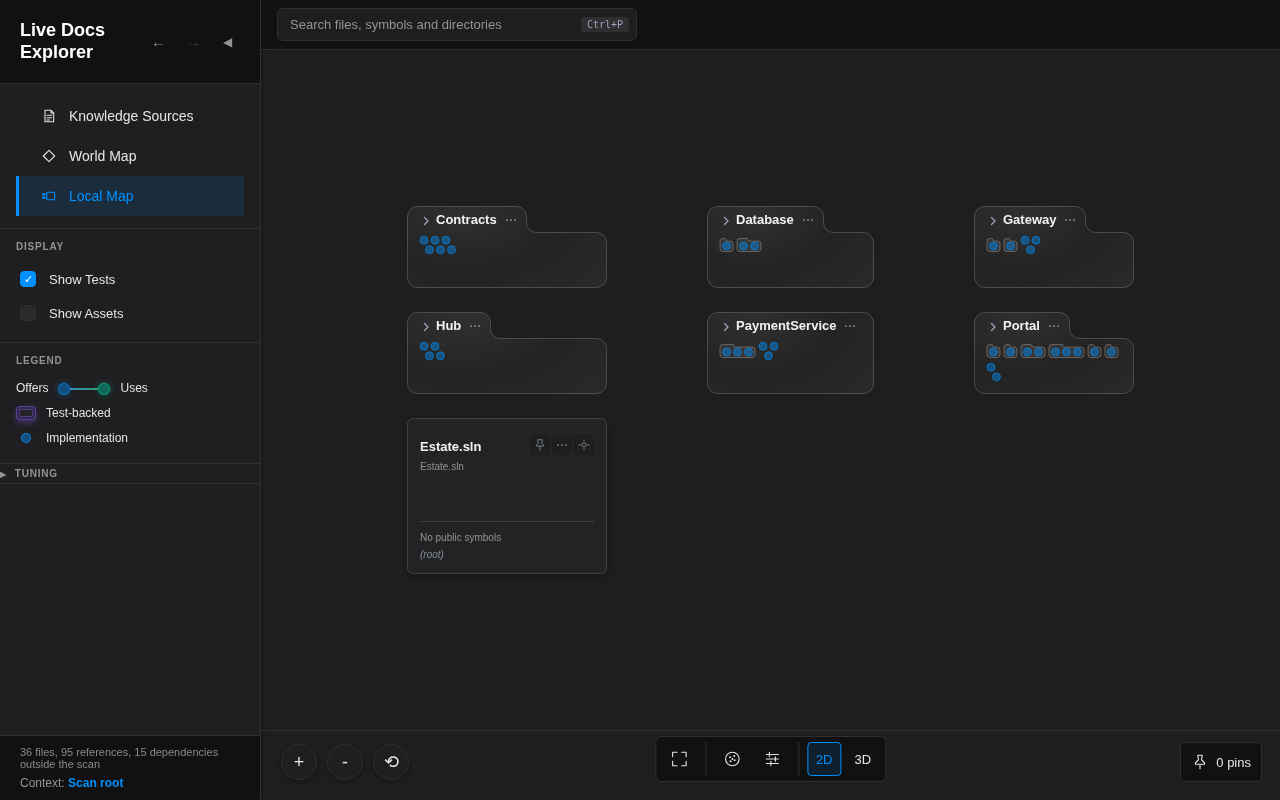 Live Docs
Explorer
Search files, symbols and directories
Ctrl+P
Knowledge Sources
World Map
Local Map
DISPLAY
Show Tests
Show Assets
LEGEND
Offers
Uses
Test-backed
Implementation
TUNING
36 files, 95 references, 15 dependencies
outside the scan
Context: Scan root
Contracts
Database
Gateway
Hub
PaymentService
Portal
Estate.sln
Estate.sln
No public symbols
(root)
+
-
2D
3D
0 pins